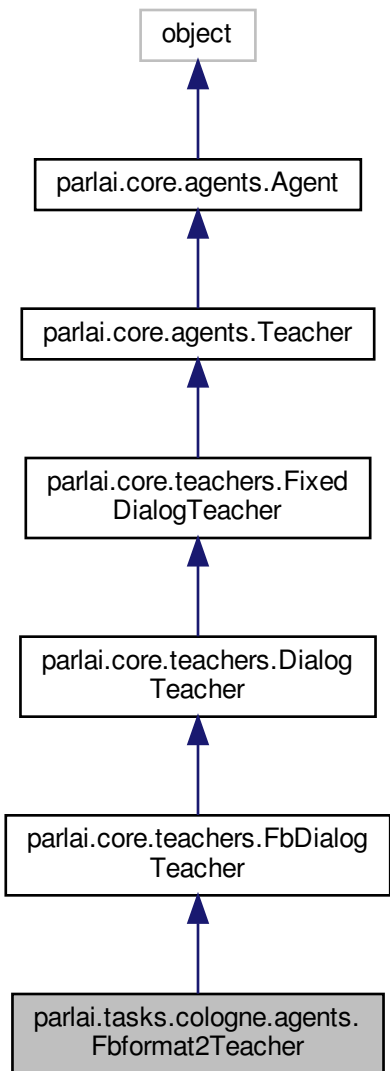 object
parlai.core.agents.Agent
parlai.core.agents.Teacher
parlai.core.teachers.Fixed
DialogTeacher
parlai.core.teachers.Dialog
Teacher
parlai.core.teachers.FbDialog
Teacher
parlai.tasks.cologne.agents.
Fbformat2Teacher